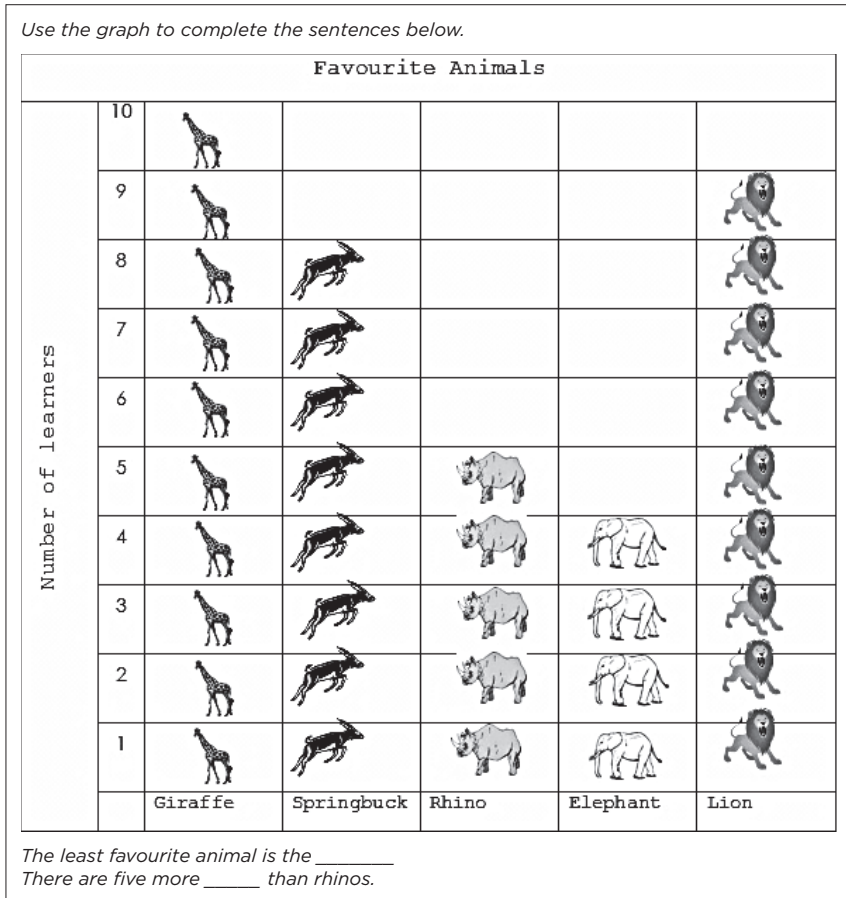 Use the graph to complete the sentences below.
Favourite Animals
Number of learners
10
9
8
7
6
5
4
3
2
1
Giraffe Springbuck Rhino Elephant Lion
The least favourite animal is the _______
There are five more _____ than rhinos.